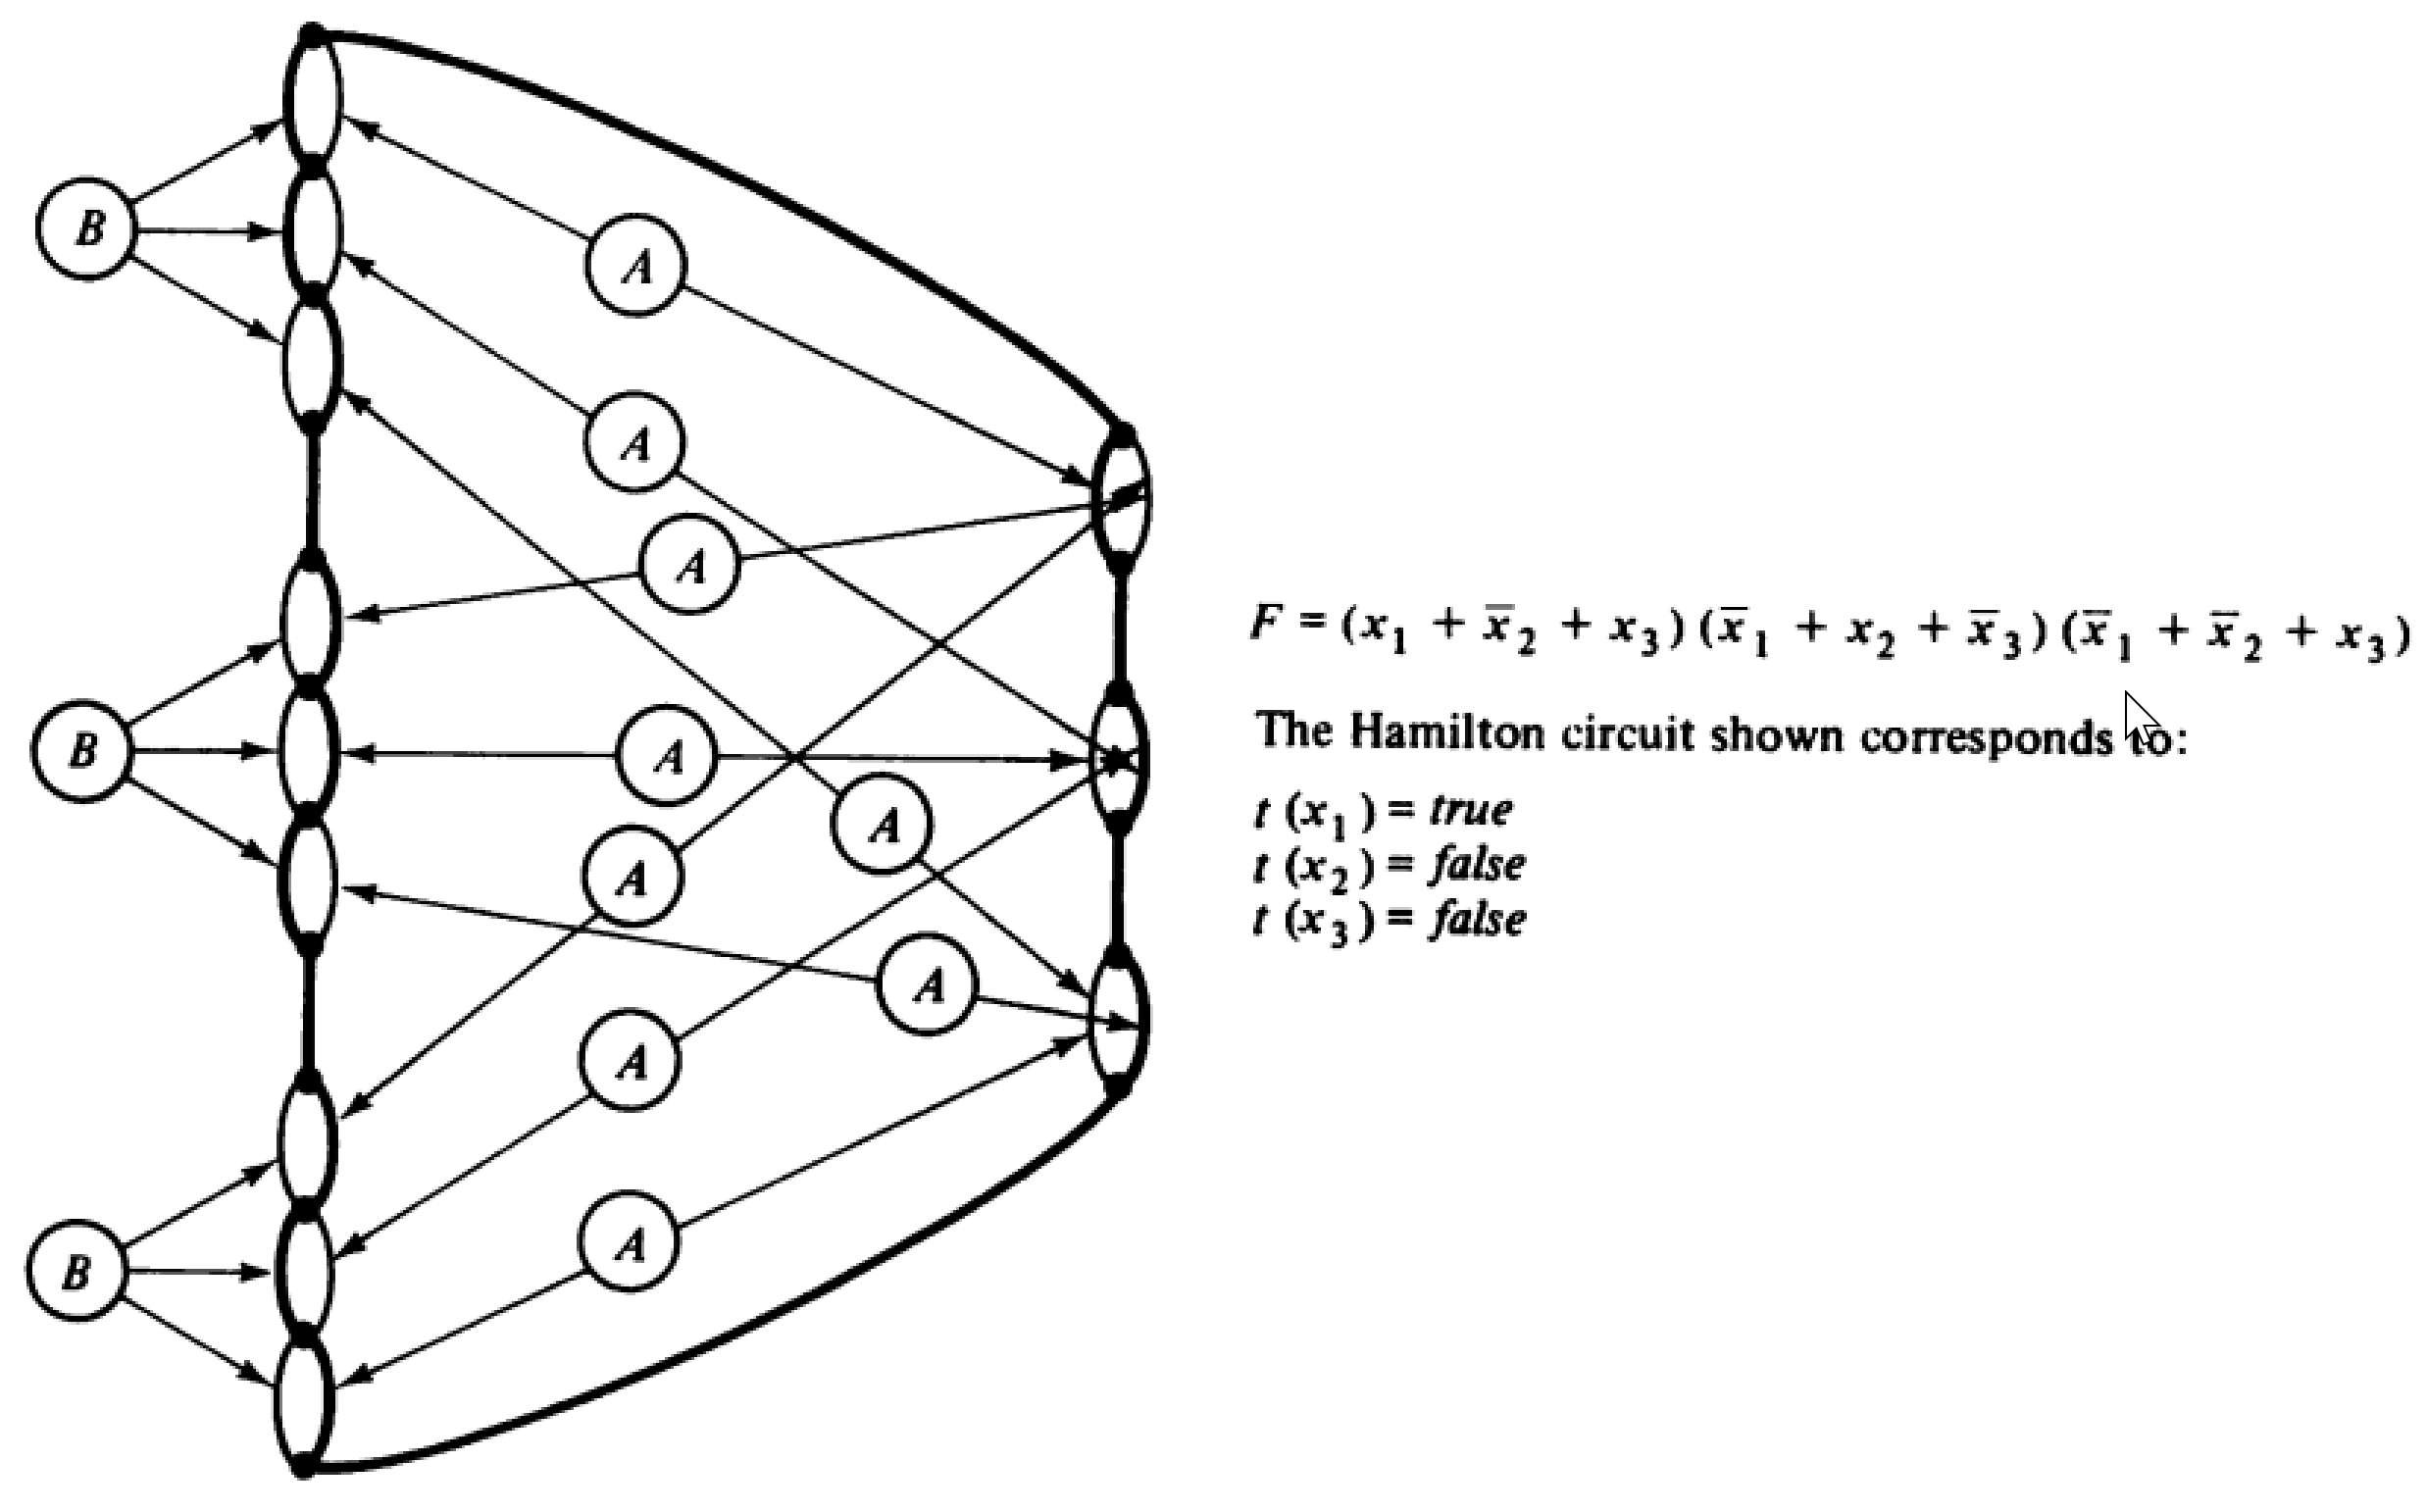 B
A
A
A
B
A
A
A
A
A
B
A
F = (x₁ + x̄₂ + x₃)(x̄₁ + x₂ + x̄₃)(x̄₁ + x̄₂ + x₃)
The Hamilton circuit shown corresponds to:
t (x₁) = true
t (x₂) = false
t (x₃) = false